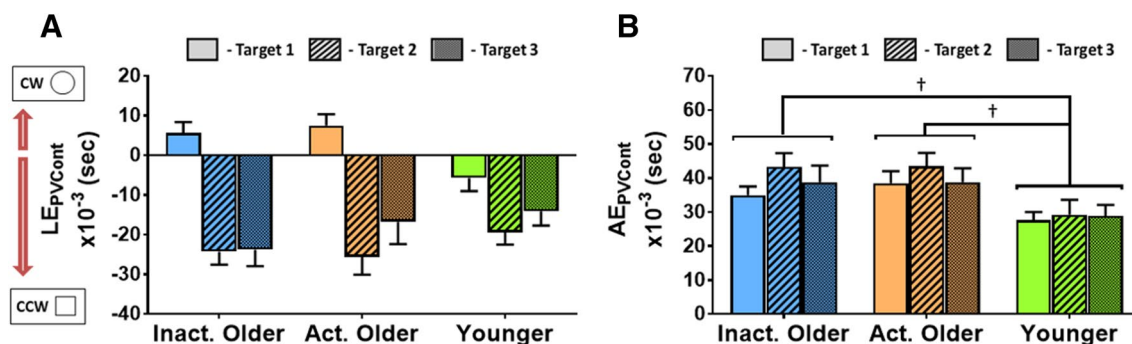 A
- Target 1 - Target 2 - Target 3
CW
CCW
LEPVCont
x10⁻³ (sec)
20
10
0
-10
-20
-30
-40
Inact. Older Act. Older Younger
B
- Target 1 - Target 2 - Target 3
AEPVCont
x10⁻³ (sec)
70
60
50
40
30
20
10
0
†
†
Inact. Older Act. Older Younger